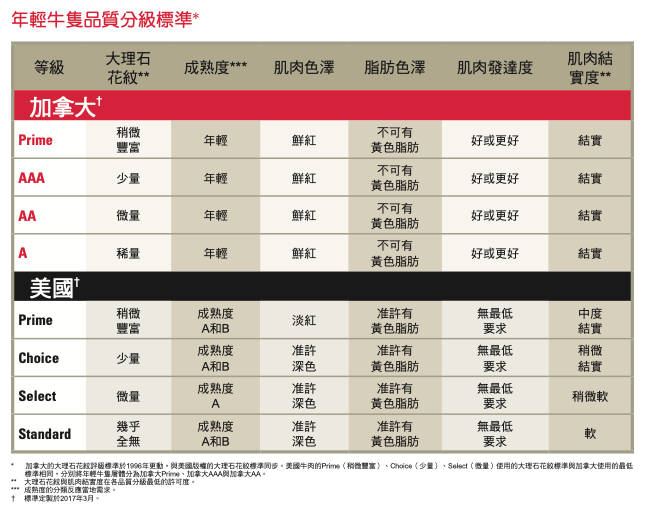 年輕牛隻品質分級標準*
等級 大理石花紋** 成熟度*** 肌肉色澤 脂肪色澤 肌肉發達度 肌肉結實度**
加拿大†
Prime 稍微豐富 年輕 鮮紅 不可有黃色脂肪 好或更好 結實
AAA 少量 年輕 鮮紅 不可有黃色脂肪 好或更好 結實
AA 微量 年輕 鮮紅 不可有黃色脂肪 好或更好 結實
A 稀量 年輕 鮮紅 不可有黃色脂肪 好或更好 結實
美國†
Prime 稍微豐富 成熟度A和B 淡紅 准許有黃色脂肪 無最低要求 中度結實
Choice 少量 成熟度A和B 准許深色 准許有黃色脂肪 無最低要求 稍微結實
Select 微量 成熟度A 准許深色 准許有黃色脂肪 無最低要求 稍微軟
Standard 幾乎全無 成熟度A和B 准許深色 准許有黃色脂肪 無最低要求 軟
* 加拿大的大理石花紋評級標準於1996年更動，與美國版權的大理石花紋標準同步。美國牛肉的Prime（稍微豐富）、Choice（少量）、Select（微量）使用的大理石花紋標準與加拿大使用的最低
標準相同，分別將年輕牛隻屠體分為加拿大Prime、加拿大AAA與加拿大AA。
** 大理石花紋與肌肉結實度在各品質分級最低的許可度。
*** 成熟度的分類反應當地需求。
† 標準定製於2017年3月。